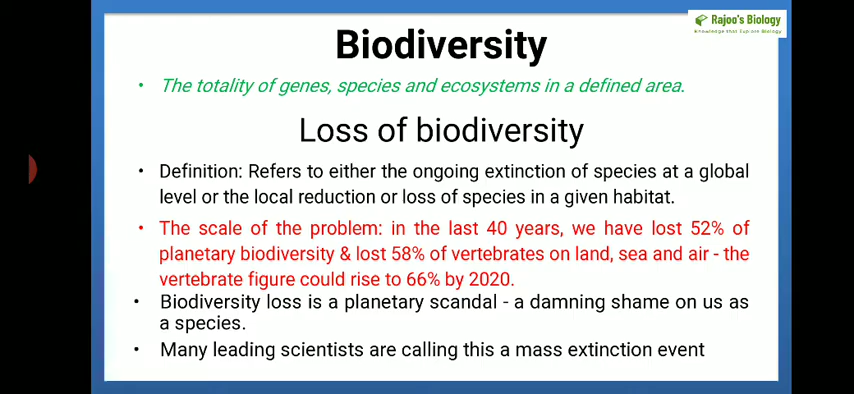 Rajoo's Biology
Knowledge that Explore Biology
Biodiversity
• The totality of genes, species and ecosystems in a defined area.
Loss of biodiversity
• Definition: Refers to either the ongoing extinction of species at a global
level or the local reduction or loss of species in a given habitat.
• The scale of the problem: in the last 40 years, we have lost 52% of
planetary biodiversity & lost 58% of vertebrates on land, sea and air - the
vertebrate figure could rise to 66% by 2020.
• Biodiversity loss is a planetary scandal - a damning shame on us as
a species.
• Many leading scientists are calling this a mass extinction event